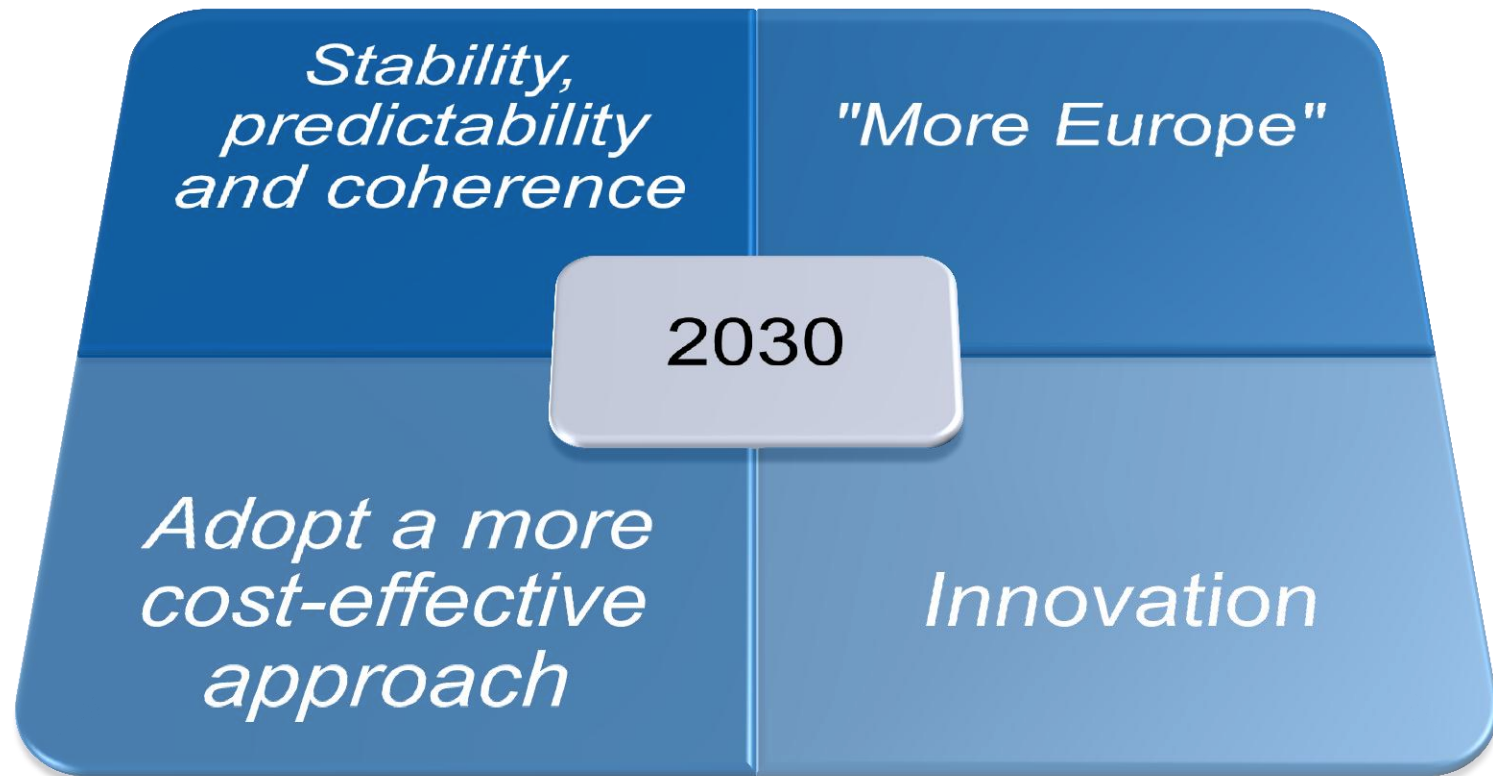 Stability,
predictability
and coherence
"More Europe"
2030
Adopt a more
cost-effective
approach
Innovation